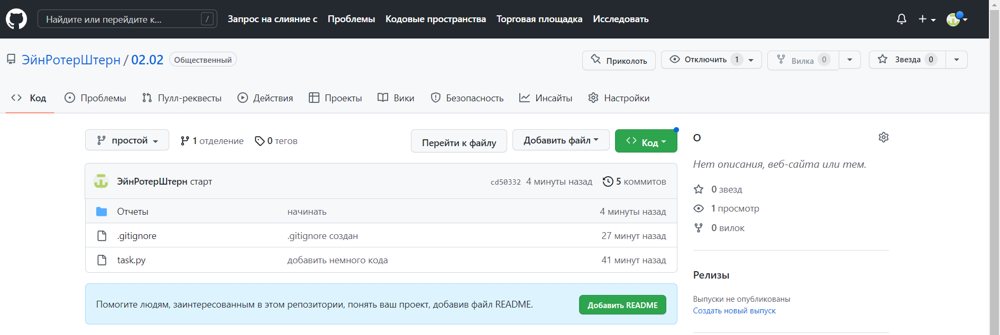 Найдите или перейдите к... /
Запрос на слияние с Проблемы Кодовые пространства Торговая площадка Исследовать
ЭйнРотерШтерн / 02.02 Общественный
Приколоть Отключить 1 Вилка 0 Звезда 0
Код Проблемы Пулл-реквесты Действия Проекты Вики Безопасность Инсайты Настройки
простой 1 отделение 0 тегов Перейти к файлу Добавить файл Код
ЭйнРотерШтерн старт cd50332 4 минуты назад 5 коммитов
Отчеты начинать 4 минуты назад
.gitignore .gitignore создан 27 минут назад
task.py добавить немного кода 41 минут назад
Помогите людям, заинтересованным в этом репозитории, понять ваш проект, добавив файл README. Добавить README
О
Нет описания, веб-сайта или тем.
0 звезд
1 просмотр
0 вилок
Релизы
Выпуски не опубликованы
Создать новый выпуск